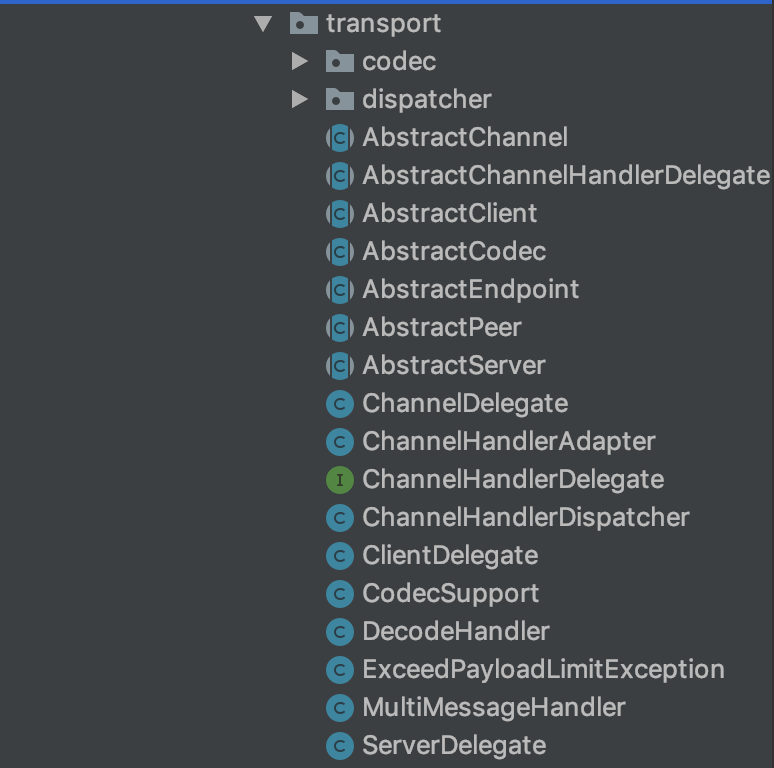 transport
codec
dispatcher
AbstractChannel
AbstractChannelHandlerDelegate
AbstractClient
AbstractCodec
AbstractEndpoint
AbstractPeer
AbstractServer
ChannelDelegate
ChannelHandlerAdapter
ChannelHandlerDelegate
ChannelHandlerDispatcher
ClientDelegate
CodecSupport
DecodeHandler
ExceedPayloadLimitException
MultiMessageHandler
ServerDelegate